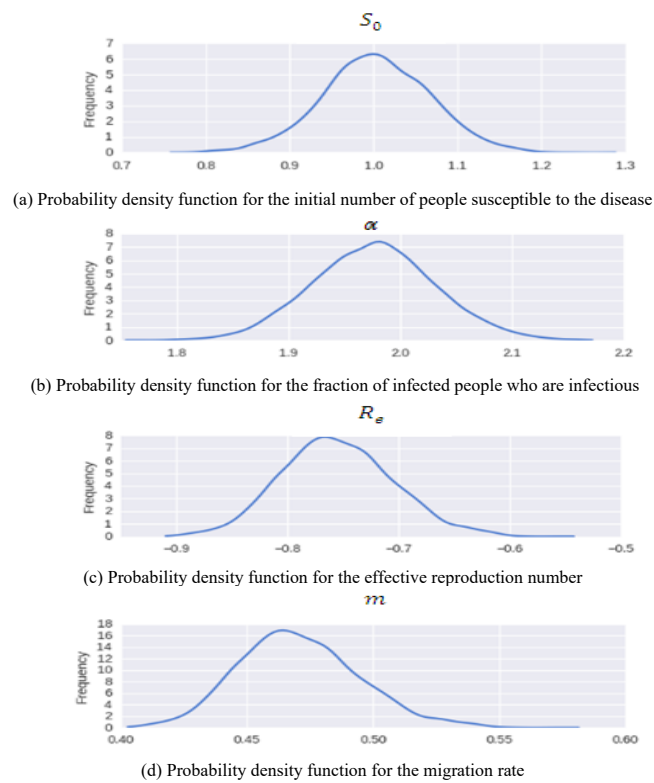 S₀
7
6
5
4
3
2
1
0
Frequency
0.7 0.8 0.9 1.0 1.1 1.2 1.3
(a) Probability density function for the initial number of people susceptible to the disease
α
8
7
6
5
4
3
2
1
0
Frequency
1.8 1.9 2.0 2.1 2.2
(b) Probability density function for the fraction of infected people who are infectious
Rₑ
8
7
6
5
4
3
2
1
0
Frequency
−0.9 −0.8 −0.7 −0.6 −0.5
(c) Probability density function for the effective reproduction number
m
18
16
14
12
10
8
6
4
2
0
Frequency
0.40 0.45 0.50 0.55 0.60
(d) Probability density function for the migration rate